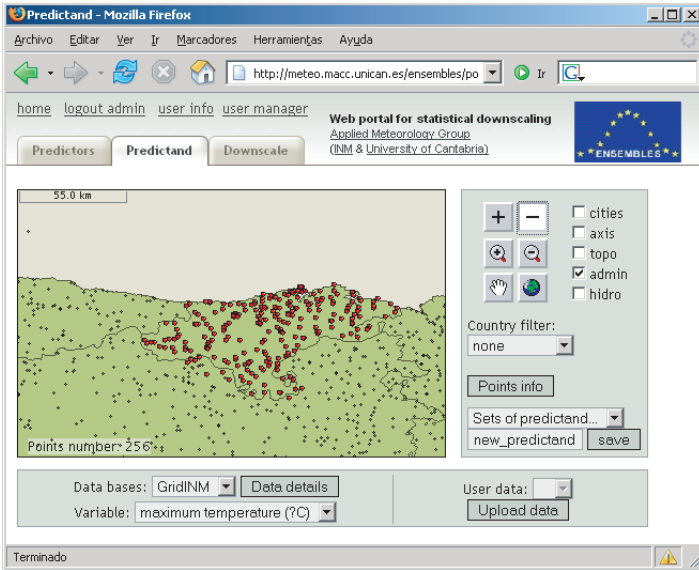 Predictand - Mozilla Firefox
Archivo Editar Ver Ir Marcadores Herramientas Ayuda
http://meteo.macc.unican.es/ensembles/po Ir G
home logout admin user info user manager
Web portal for statistical downscaling
Applied Meteorology Group
(INM & University of Cantabria)
ENSEMBLES
Predictors Predictand Downscale
55.0 km
cities
axis
topo
admin
hidro
Country filter:
none
Points info
Sets of predictand...
new_predictand save
Points number: 256
Data bases: GridINM Data details
Variable: maximum temperature (?C)
User data:
Upload data
Terminado